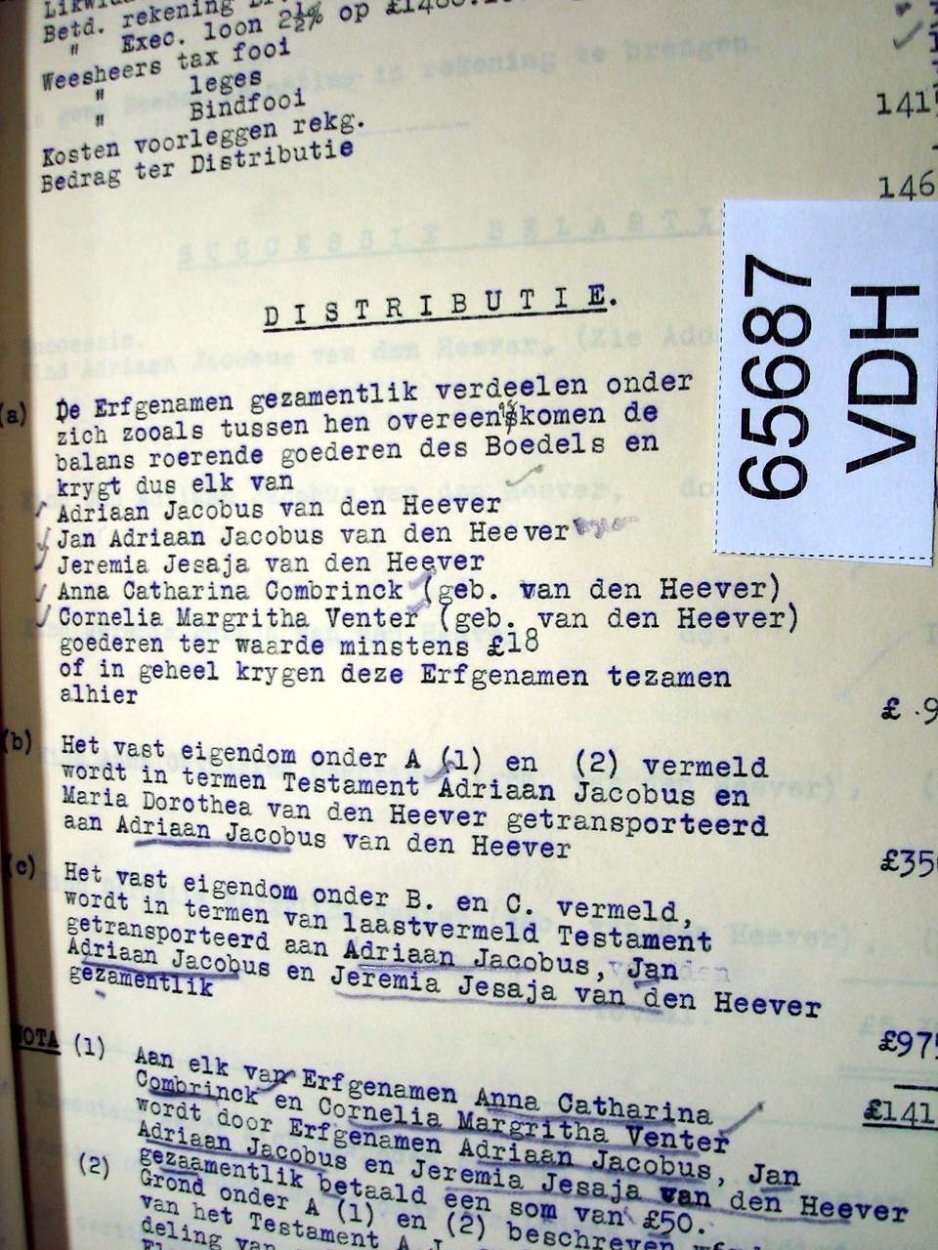 Betd. rekening
" Exec. loon 2½% op £1480.
Weesheers tax fooi
" leges
" Bindfooi
141
Kosten voorleggen rekg.
Bedrag ter Distributie
146
65687
VDH
SUCCESSIE BELASTI
DISTRIBUTIE.
(a) De Erfgenamen gezamentlik verdeelen onder
zich zooals tussen hen overeen komen de
balans roerende goederen des Boedels en
krygt dus elk van
Adriaan Jacobus van den Heever
Jan Adriaan Jacobus van den Heever
Jeremia Jesaja van den Heever
Anna Catharina Combrinck (geb. van den Heever)
Cornelia Margritha Venter (geb. van den Heever)
goederen ter waarde minstens £18
of in geheel krygen deze Erfgenamen tezamen
alhier £ 9
(b) Het vast eigendom onder A (1) en (2) vermeld
wordt in termen Testament Adriaan Jacobus en
Maria Dorothea van den Heever getransporteerd
aan Adriaan Jacobus van den Heever £35
(c) Het vast eigendom onder B. en C. vermeld,
wordt in termen van laastvermeld Testament
getransporteerd aan Adriaan Jacobus, Jan
Adriaan Jacobus en Jeremia Jesaja van den Heever
gezamentlik £975
NOTA (1) Aan elk van Erfgenamen Anna Catharina
Combrinck en Cornelia Margritha Venter £141
wordt door Erfgenamen Adriaan Jacobus, Jan
Adriaan Jacobus en Jeremia Jesaja van den Heever
gezaamentlik betaald een som van £50.
(2) Grond onder A (1) en (2) beschreven
van het Testament A.J.
deling van